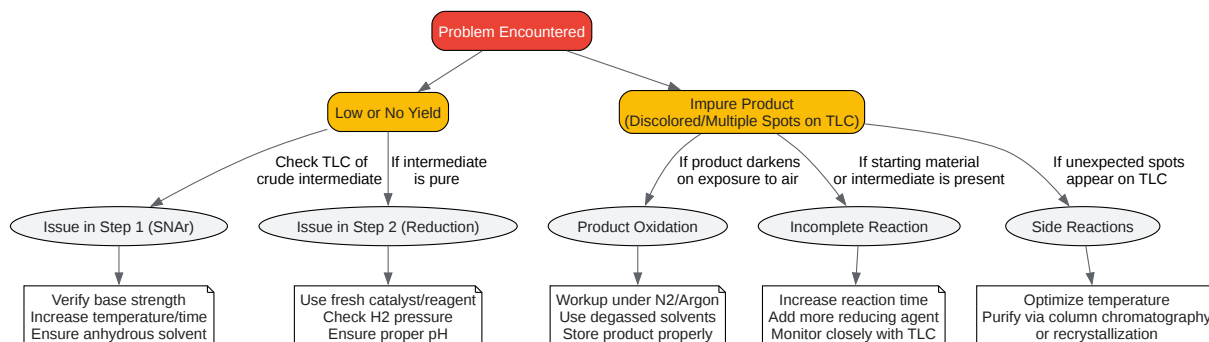 Problem Encountered
Low or No Yield
Impure Product
(Discolored/Multiple Spots on TLC)
Check TLC of
crude intermediate
If intermediate
is pure
If product darkens
on exposure to air
If starting material
or intermediate is present
If unexpected spots
appear on TLC
Issue in Step 1 (SNAr)
Issue in Step 2 (Reduction)
Product Oxidation
Incomplete Reaction
Side Reactions
Verify base strength
Increase temperature/time
Ensure anhydrous solvent
Use fresh catalyst/reagent
Check H2 pressure
Ensure proper pH
Workup under N2/Argon
Use degassed solvents
Store product properly
Increase reaction time
Add more reducing agent
Monitor closely with TLC
Optimize temperature
Purify via column chromatography
or recrystallization